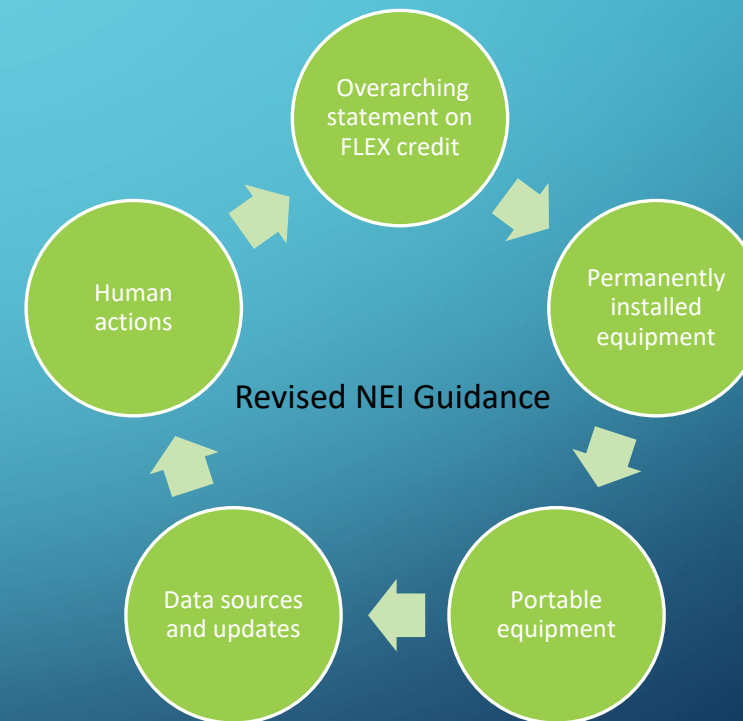 Overarching
statement on
FLEX credit
Permanently
installed
equipment
Portable
equipment
Data sources
and updates
Human
actions
Revised NEI Guidance